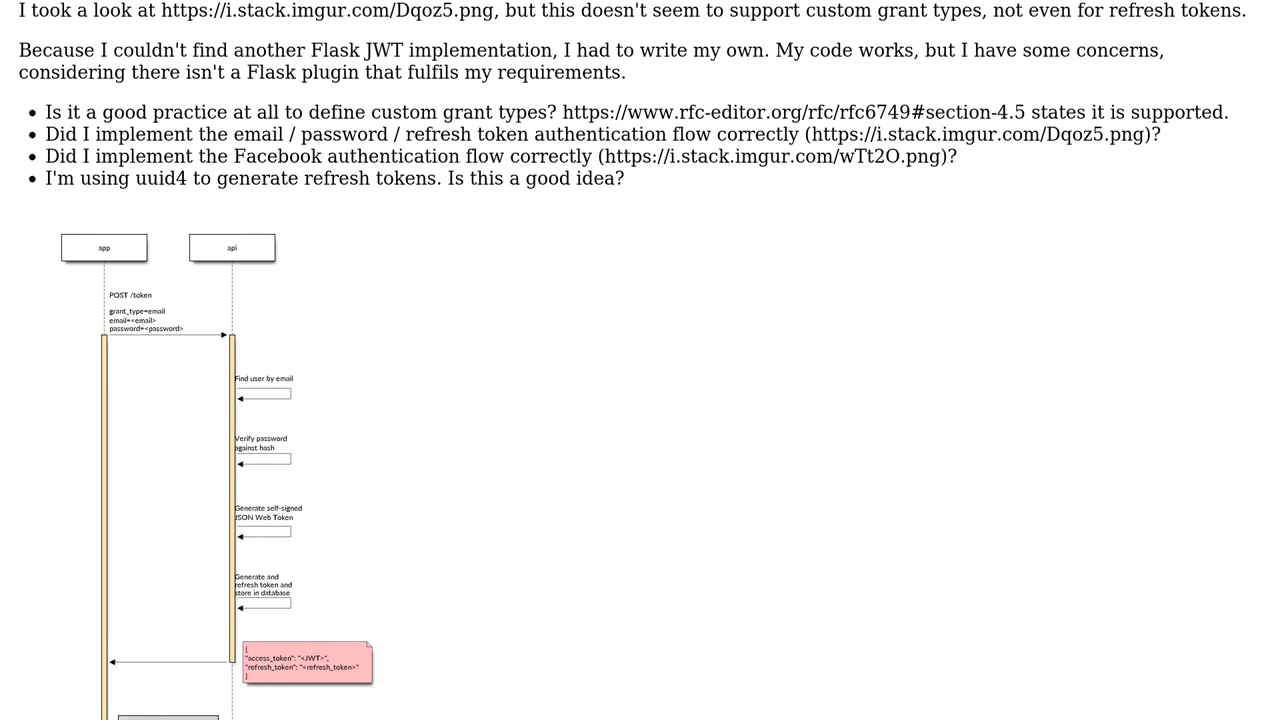 I took a look at https://i.stack.imgur.com/Dqoz5.png, but this doesn't seem to support custom grant types, not even for refresh tokens.
Because I couldn't find another Flask JWT implementation, I had to write my own. My code works, but I have some concerns,
considering there isn't a Flask plugin that fulfils my requirements.
• Is it a good practice at all to define custom grant types? https://www.rfc-editor.org/rfc/rfc6749#section-4.5 states it is supported.
• Did I implement the email / password / refresh token authentication flow correctly (https://i.stack.imgur.com/Dqoz5.png)?
• Did I implement the Facebook authentication flow correctly (https://i.stack.imgur.com/wTt2O.png)?
• I'm using uuid4 to generate refresh tokens. Is this a good idea?
app
api
POST /token
grant_type=email
email=<email>
password=<password>
Find user by email
Verify password
against hash
Generate self-signed
JSON Web Token
Generate and
refresh token and
store in database
{
"access_token": "<JWT>",
"refresh_token": "<refresh_token>"
}